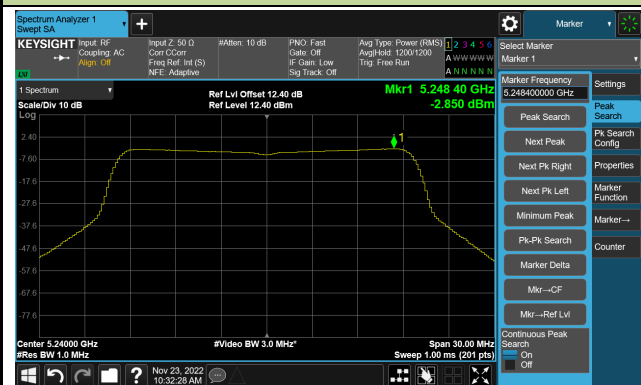 Spectrum Analyzer 1
Swept SA
Marker
KEYSIGHT
Input: RF
Coupling: AC
Align: Off
Input Z: 50 Ω
Corr CCorr
Freq Ref: Int (S)
NFE: Adaptive
#Atten: 10 dB
PNO: Fast
Gate: Off
IF Gain: Low
Sig Track: Off
Avg Type: Power (RMS)
Avg|Hold: 1200/1200
Trig: Free Run
1 2 3 4 5 6
A W W W W W
A N N N N N
LXI
Select Marker
Marker 1
1 Spectrum
Scale/Div 10 dB
Log
Ref Lvl Offset 12.40 dB
Ref Level 12.40 dBm
Mkr1 5.248 40 GHz
-2.850 dBm
1
2.40
-7.60
-17.6
-27.6
-37.6
-47.6
-57.6
-67.6
-77.6
Center 5.24000 GHz
#Res BW 1.0 MHz
#Video BW 3.0 MHz*
Span 30.00 MHz
Sweep 1.00 ms (201 pts)
Marker Frequency
5.248400000 GHz
Peak Search
Next Peak
Next Pk Right
Next Pk Left
Minimum Peak
Pk-Pk Search
Marker Delta
Mkr→CF
Mkr→Ref Lvl
Continuous Peak
Search
On
Off
Settings
Peak
Search
Pk Search
Config
Properties
Marker
Function
Marker→
Counter
?
Nov 23, 2022
10:32:28 AM